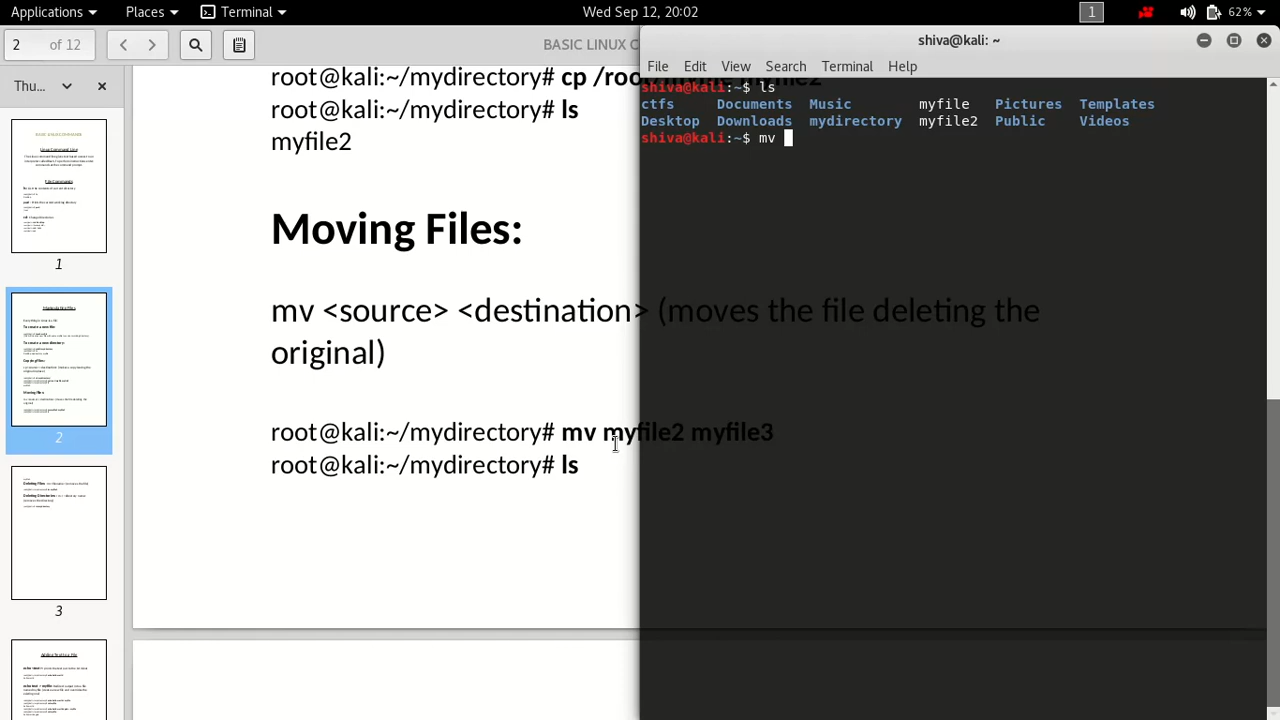 Applications Places Terminal Wed Sep 12, 20:02 1 62%
2 of 12 BASIC LINUX C
Thu...
1
2
3
root@kali:~/mydirectory# cp /roo
root@kali:~/mydirectory# ls
myfile2
Moving Files:
mv <source> <destination> (moves the file deleting the
original)
root@kali:~/mydirectory# mv myfile2 myfile3
root@kali:~/mydirectory# ls
shiva@kali: ~
File Edit View Search Terminal Help
shiva@kali:~$ ls
ctfs Documents Music myfile Pictures Templates
Desktop Downloads mydirectory myfile2 Public Videos
shiva@kali:~$ mv